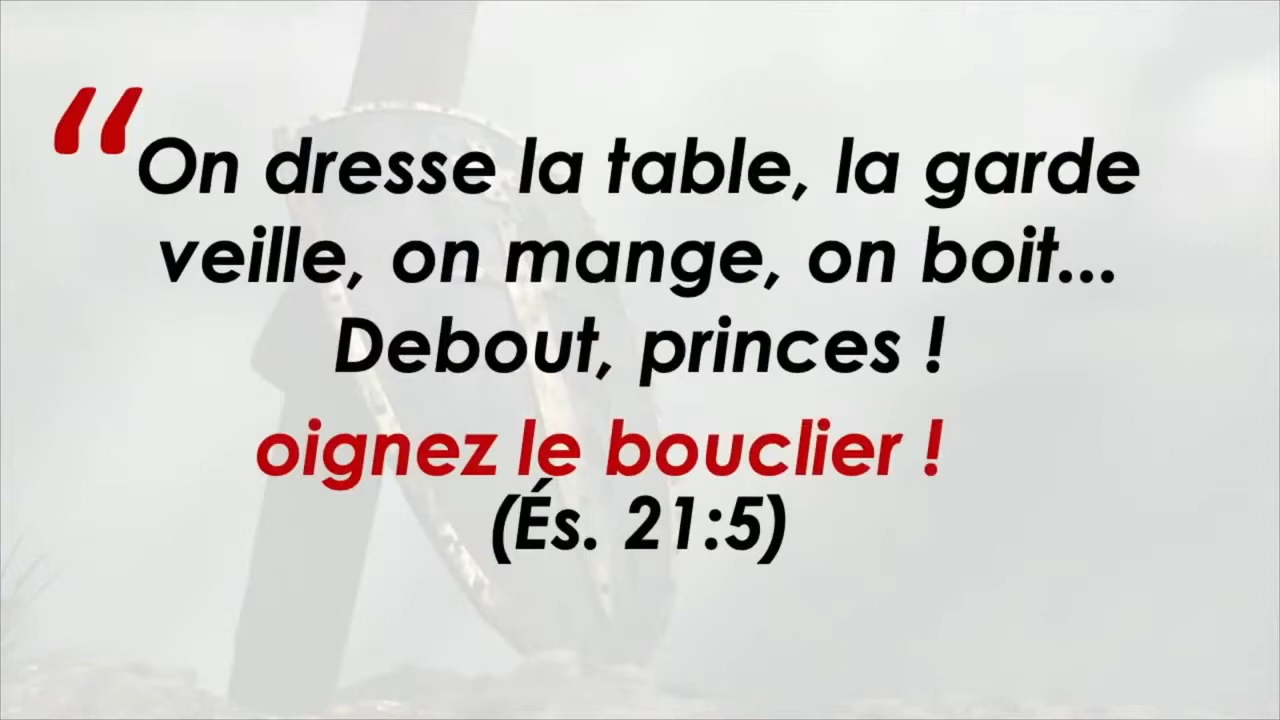 “On dresse la table, la garde
veille, on mange, on boit...
Debout, princes !
oignez le bouclier !
(És. 21:5)